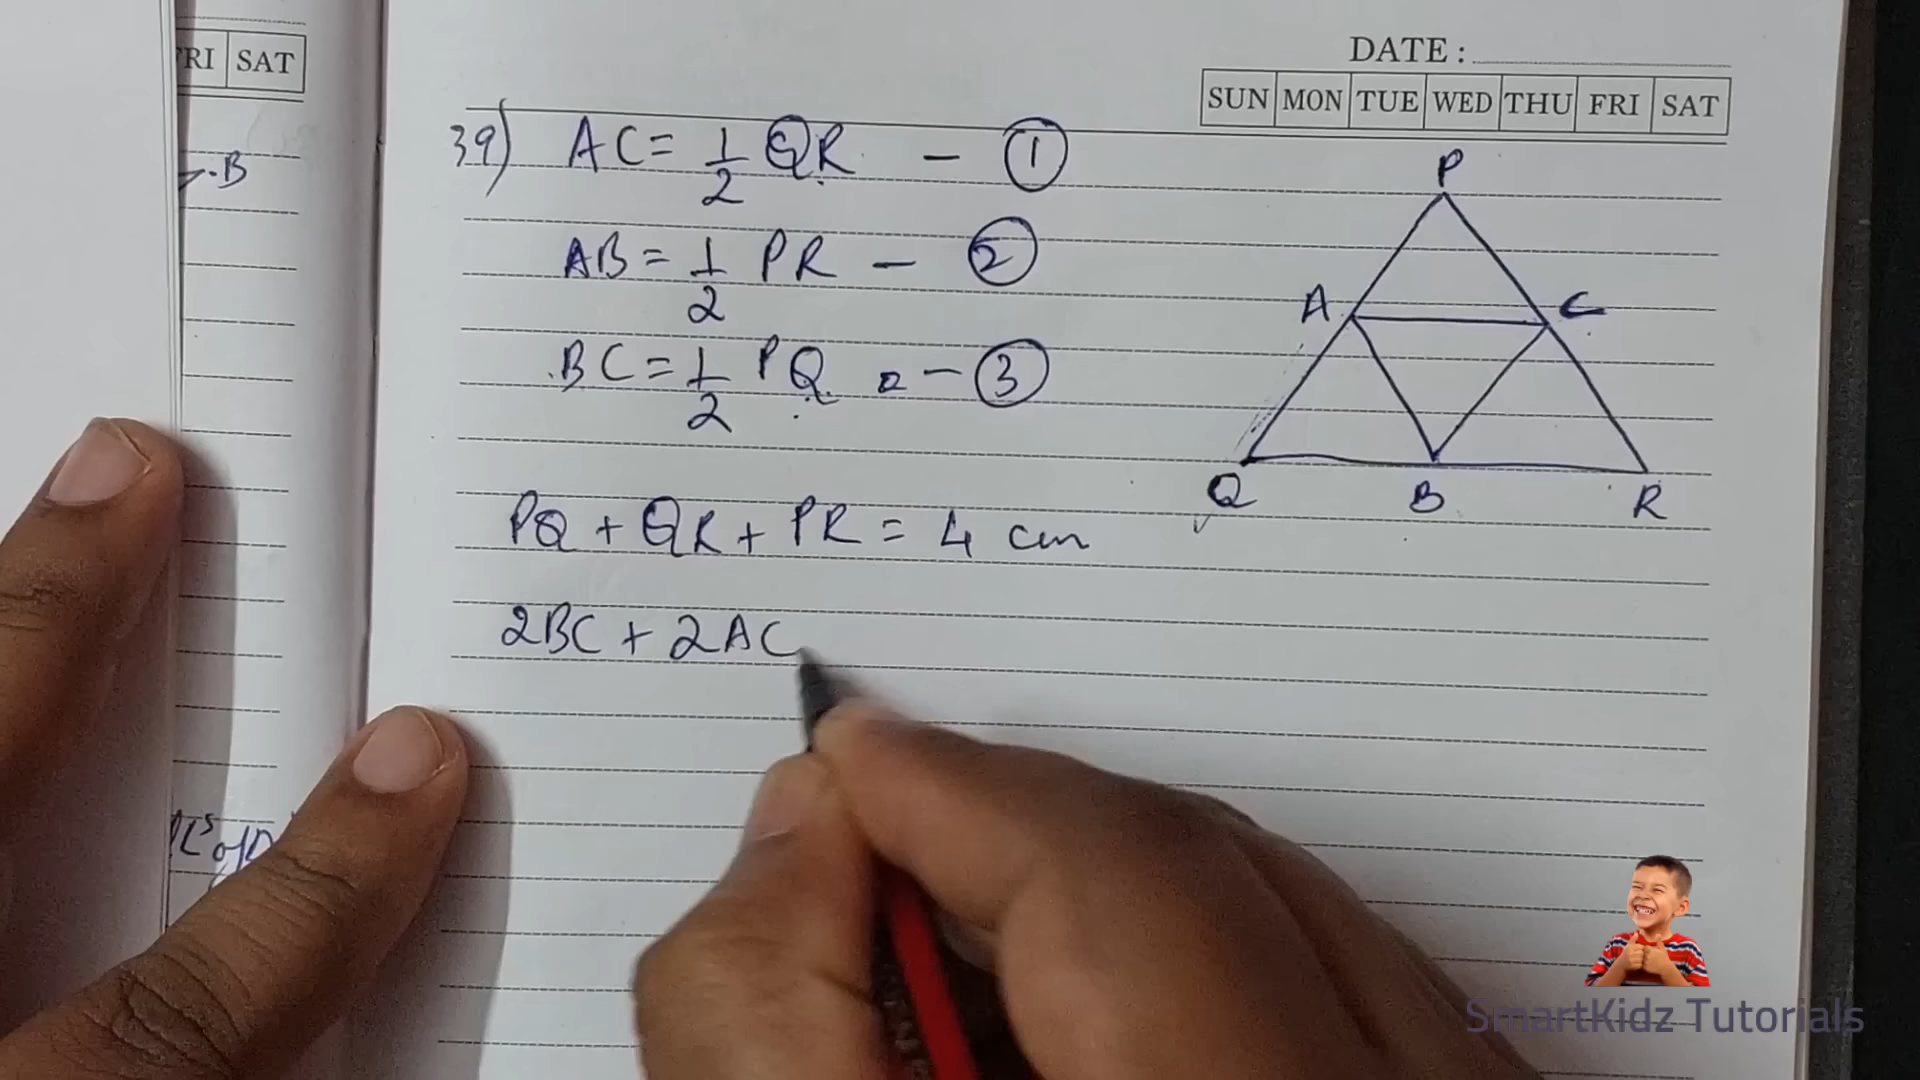 FRI SAT
B
DATE :
SUN MON TUE WED THU FRI SAT
39) AC = 1/2 QR - ①
AB = 1/2 PR - ②
BC = 1/2 PQ - ③
P
A C
Q B R
PQ + QR + PR = 4 cm
2BC + 2AC
SmartKidz Tutorials